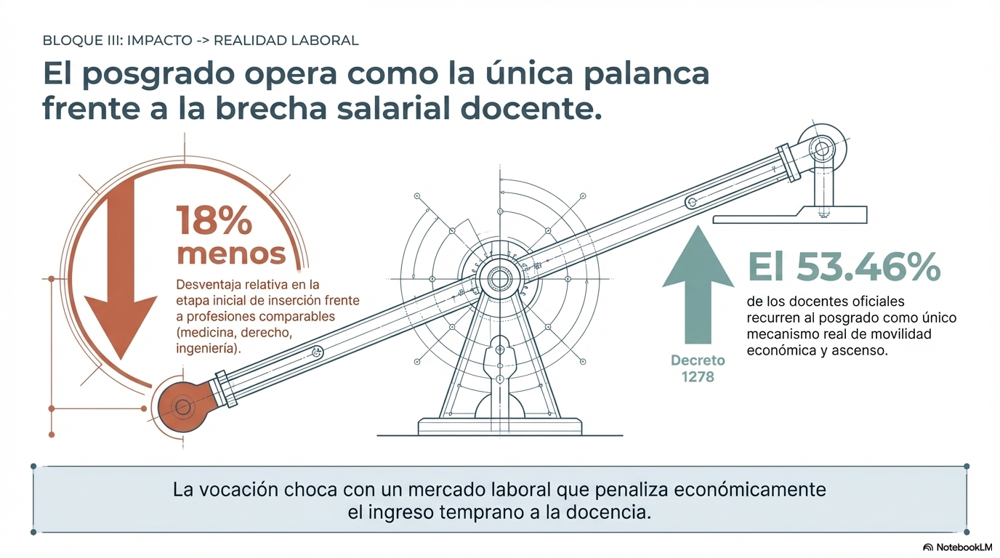 BLOQUE III: IMPACTO -> REALIDAD LABORAL
El posgrado opera como la única palanca
frente a la brecha salarial docente.
18%
menos
Desventaja relativa en la
etapa inicial de inserción frente
a profesiones comparables
(medicina, derecho,
ingeniería).
El 53.46%
de los docentes oficiales
recurren al posgrado como único
mecanismo real de movilidad
económica y ascenso.
Decreto
1278
La vocación choca con un mercado laboral que penaliza económicamente
el ingreso temprano a la docencia.
NotebookLM